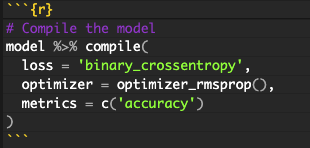 ```{r}
# Compile the model
model %>% compile(
  loss = 'binary_crossentropy',
  optimizer = optimizer_rmsprop(),
  metrics = c('accuracy')
)
```